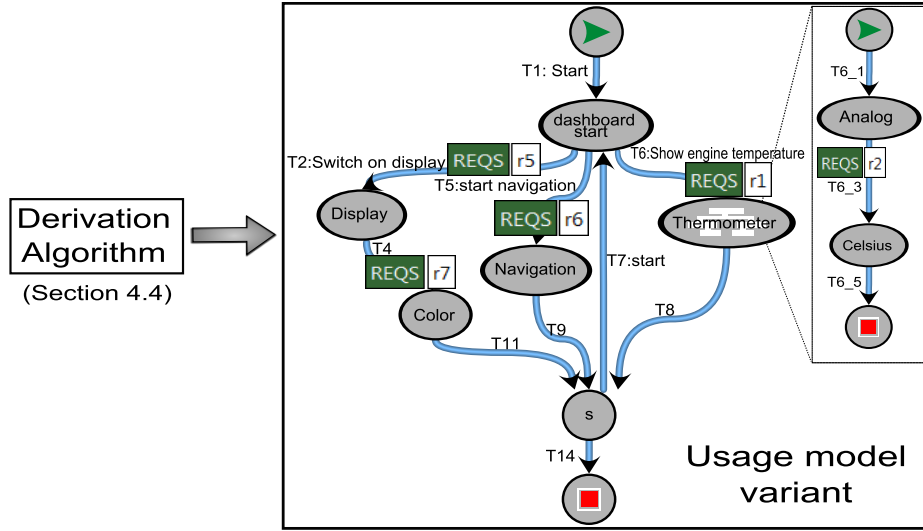 Derivation
Algorithm
(Section 4.4)
T1: Start
dashboard
start
T2:Switch on display
REQS r5
T5:start navigation
T6:Show engine temperature
REQS r1
Display
REQS r6
Thermometer
T4
REQS r7
Navigation
T7:start
Color
T11
T9
T8
s
T14
Usage model
variant
T6_1
Analog
REQS r2
T6_3
Celsius
T6_5